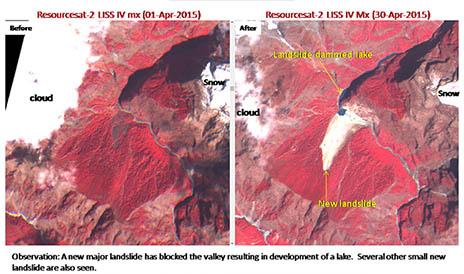 Resourcesat-2 LISS IV mx (01-Apr-2015)
Resourcesat-2 LISS IV Mx (30-Apr-2015)
Before
cloud
Snow
After
Landslide dammed lake
Snow
cloud
New landslide
Observation: A new major landslide has blocked the valley resulting in development of a lake. Several other small new
landslide are also seen.